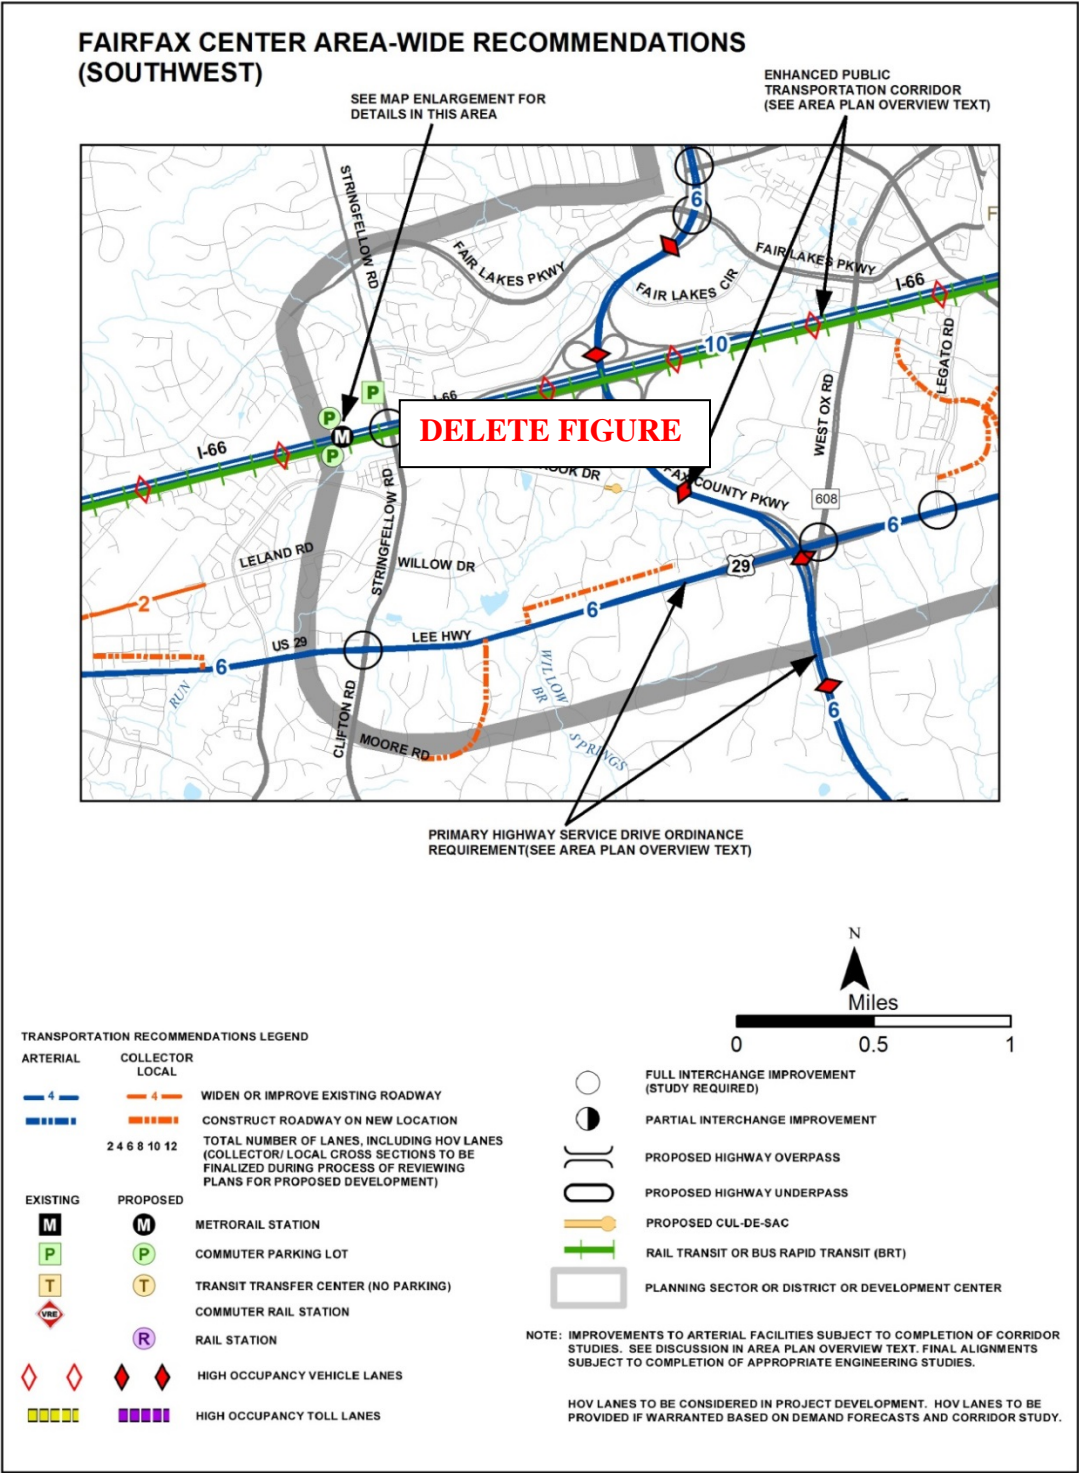 FAIRFAX CENTER AREA-WIDE RECOMMENDATIONS
(SOUTHWEST)
ENHANCED PUBLIC
TRANSPORTATION CORRIDOR
(SEE AREA PLAN OVERVIEW TEXT)
SEE MAP ENLARGEMENT FOR
DETAILS IN THIS AREA
STRINGFELLOW RD
6
FAIR LAKES PKWY
FAIR LAKES PKWY
FAIR LAKES CIR
F
I-66
10
LEGATO RD
P
I-66
P
M
P
I-66
DELETE FIGURE
WEST OX RD
STRINGFELLOW RD
OOK DR
FAX COUNTY PKWY
608
6
LELAND RD
WILLOW DR
29
2
6
US 29
LEE HWY
6
RUN
WILLOW
BR
SPRINGS
CLIFTON RD
MOORE RD
6
PRIMARY HIGHWAY SERVICE DRIVE ORDINANCE
REQUIREMENT(SEE AREA PLAN OVERVIEW TEXT)
N
Miles
0 0.5 1
TRANSPORTATION RECOMMENDATIONS LEGEND
ARTERIAL COLLECTOR
LOCAL
4 4 WIDEN OR IMPROVE EXISTING ROADWAY
CONSTRUCT ROADWAY ON NEW LOCATION
2 4 6 8 10 12 TOTAL NUMBER OF LANES, INCLUDING HOV LANES
(COLLECTOR/ LOCAL CROSS SECTIONS TO BE
FINALIZED DURING PROCESS OF REVIEWING
PLANS FOR PROPOSED DEVELOPMENT)
EXISTING PROPOSED
M M METRORAIL STATION
P P COMMUTER PARKING LOT
T T TRANSIT TRANSFER CENTER (NO PARKING)
VRE COMMUTER RAIL STATION
R RAIL STATION
HIGH OCCUPANCY VEHICLE LANES
HIGH OCCUPANCY TOLL LANES
FULL INTERCHANGE IMPROVEMENT
(STUDY REQUIRED)
PARTIAL INTERCHANGE IMPROVEMENT
PROPOSED HIGHWAY OVERPASS
PROPOSED HIGHWAY UNDERPASS
PROPOSED CUL-DE-SAC
RAIL TRANSIT OR BUS RAPID TRANSIT (BRT)
PLANNING SECTOR OR DISTRICT OR DEVELOPMENT CENTER
NOTE: IMPROVEMENTS TO ARTERIAL FACILITIES SUBJECT TO COMPLETION OF CORRIDOR
STUDIES. SEE DISCUSSION IN AREA PLAN OVERVIEW TEXT. FINAL ALIGNMENTS
SUBJECT TO COMPLETION OF APPROPRIATE ENGINEERING STUDIES.
HOV LANES TO BE CONSIDERED IN PROJECT DEVELOPMENT. HOV LANES TO BE
PROVIDED IF WARRANTED BASED ON DEMAND FORECASTS AND CORRIDOR STUDY.